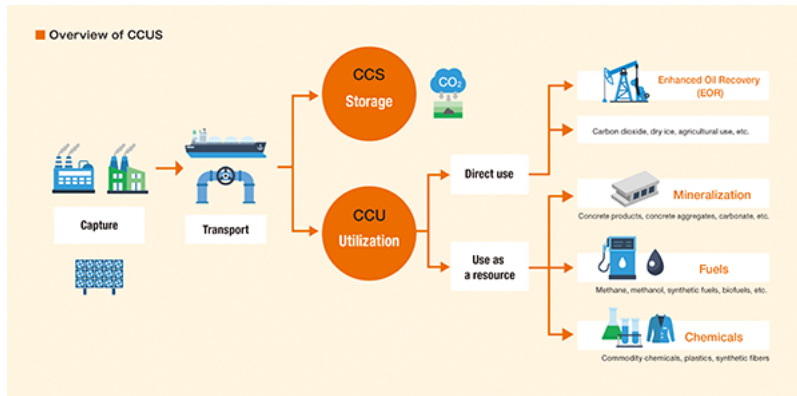 Overview of CCUS
Capture
Transport
CCS
Storage
CO2
CCU
Utilization
Direct use
Use as
a resource
Enhanced Oil Recovery
(EOR)
Carbon dioxide, dry ice, agricultural use, etc.
Mineralization
Concrete products, concrete aggregates, carbonate, etc.
Fuels
Methane, methanol, synthetic fuels, biofuels, etc.
Chemicals
Commodity chemicals, plastics, synthetic fibers